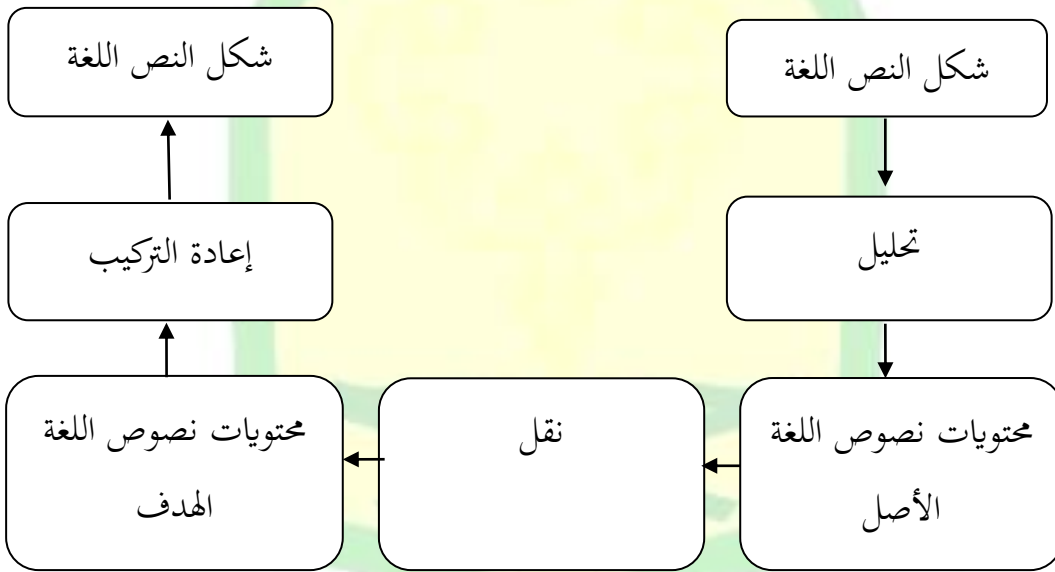 شكل النص اللغة
تحليل
محتويات نصوص اللغة
الأصل
نقل
محتويات نصوص اللغة
الهدف
إعادة التركيب
شكل النص اللغة